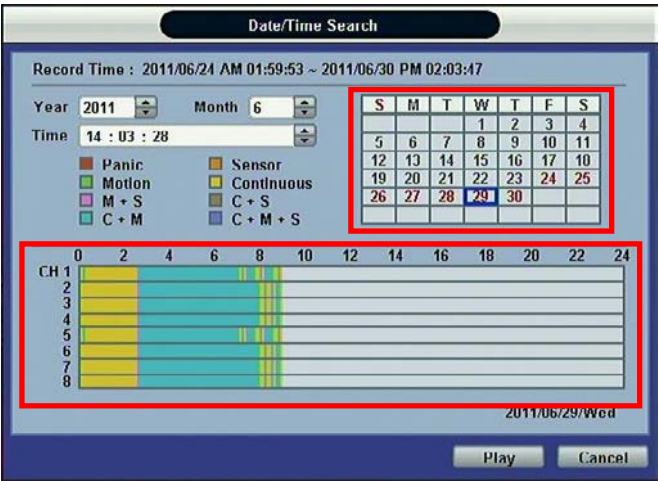 Date/Time Search
Record Time : 2011/06/24 AM 01:59:53 ~ 2011/06/30 PM 02:03:47
Year 2011 Month 6
Time 14 : 03 : 28
Panic Sensor
Motion Continuous
M + S C + S
C + M C + M + S
S M T W T F S
1 2 3 4
5 6 7 8 9 10 11
12 13 14 15 16 17 18
19 20 21 22 23 24 25
26 27 28 29 30
0 2 4 6 8 10 12 14 16 18 20 22 24
CH 1
2
3
4
5
6
7
8
2011/06/29/Wed
Play Cancel